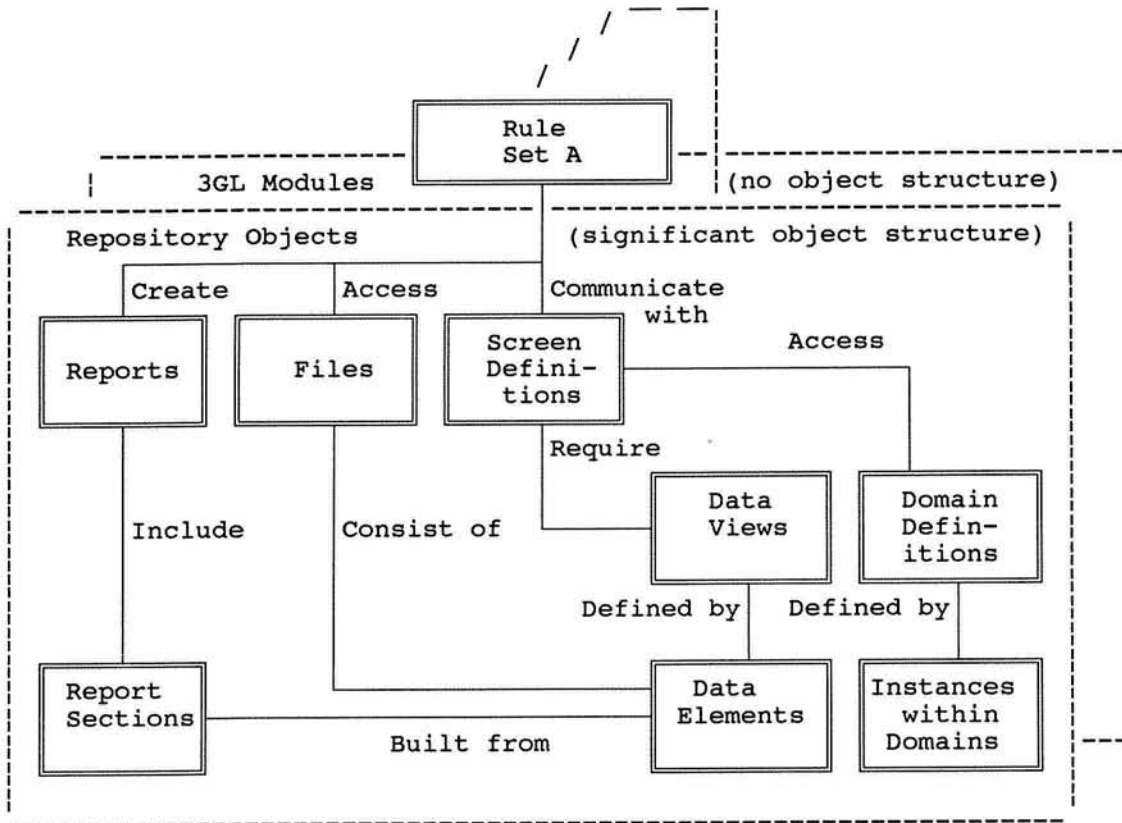 Rule
Set A
3GL Modules
(no object structure)
Repository Objects
(significant object structure)
Create
Access
Communicate
with
Reports
Files
Screen
Defini-
tions
Access
Require
Include
Consist of
Data
Views
Domain
Defin-
itions
Defined by
Defined by
Report
Sections
Data
Elements
Instances
within
Domains
Built from